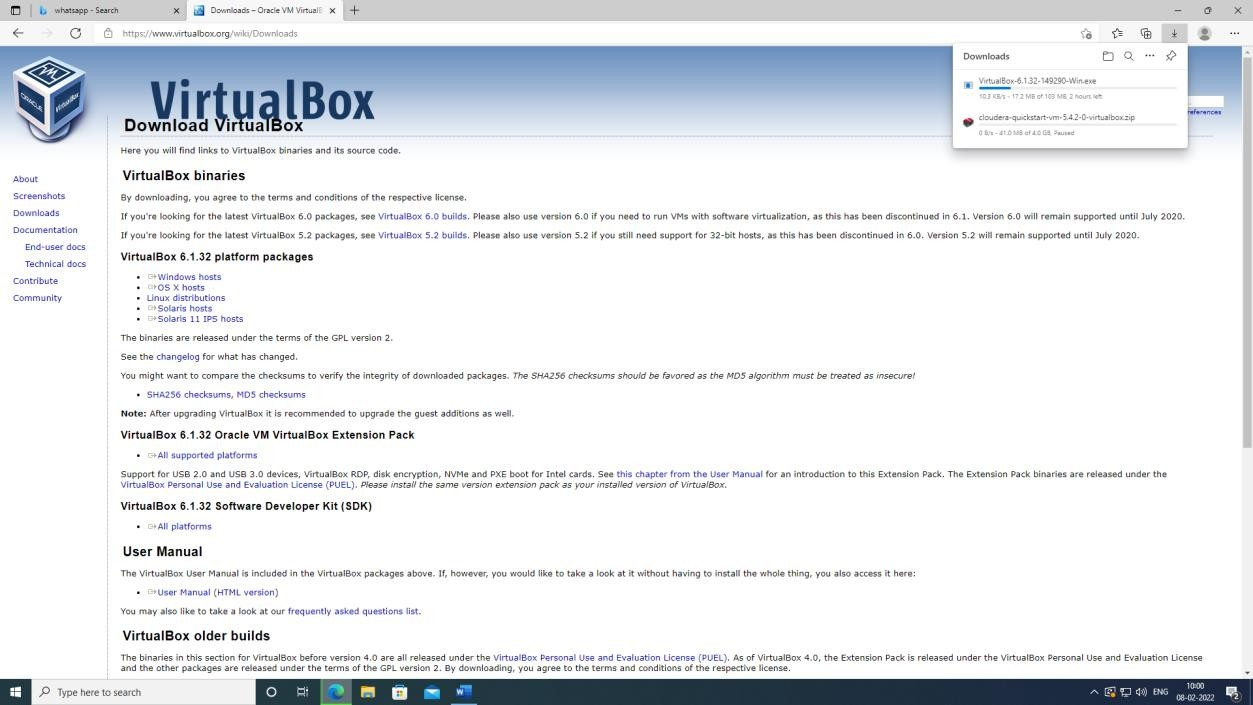 whatsapp - Search
Downloads – Oracle VM VirtualB
https://www.virtualbox.org/wiki/Downloads
Downloads
VirtualBox-6.1.32-149290-Win.exe
10.3 KB/s - 17.2 MB of 103 MB, 2 hours left
cloudera-quickstart-vm-5.4.2-0-virtualbox.zip
0 B/s - 41.0 MB of 4.0 GB, Paused
references
ORACLE
VM
VirtualBox
VirtualBox
Download VirtualBox
Here you will find links to VirtualBox binaries and its source code.
About
Screenshots
Downloads
Documentation
End-user docs
Technical docs
Contribute
Community
VirtualBox binaries
By downloading, you agree to the terms and conditions of the respective license.
If you're looking for the latest VirtualBox 6.0 packages, see VirtualBox 6.0 builds. Please also use version 6.0 if you need to run VMs with software virtualization, as this has been discontinued in 6.1. Version 6.0 will remain supported until July 2020.
If you're looking for the latest VirtualBox 5.2 packages, see VirtualBox 5.2 builds. Please also use version 5.2 if you still need support for 32-bit hosts, as this has been discontinued in 6.0. Version 5.2 will remain supported until July 2020.
VirtualBox 6.1.32 platform packages
• Windows hosts
• OS X hosts
• Linux distributions
• Solaris hosts
• Solaris 11 IPS hosts
The binaries are released under the terms of the GPL version 2.
See the changelog for what has changed.
You might want to compare the checksums to verify the integrity of downloaded packages. The SHA256 checksums should be favored as the MD5 algorithm must be treated as insecure!
• SHA256 checksums, MD5 checksums
Note: After upgrading VirtualBox it is recommended to upgrade the guest additions as well.
VirtualBox 6.1.32 Oracle VM VirtualBox Extension Pack
• All supported platforms
Support for USB 2.0 and USB 3.0 devices, VirtualBox RDP, disk encryption, NVMe and PXE boot for Intel cards. See this chapter from the User Manual for an introduction to this Extension Pack. The Extension Pack binaries are released under the
VirtualBox Personal Use and Evaluation License (PUEL). Please install the same version extension pack as your installed version of VirtualBox.
VirtualBox 6.1.32 Software Developer Kit (SDK)
• All platforms
User Manual
The VirtualBox User Manual is included in the VirtualBox packages above. If, however, you would like to take a look at it without having to install the whole thing, you also access it here:
• User Manual (HTML version)
You may also like to take a look at our frequently asked questions list.
VirtualBox older builds
The binaries in this section for VirtualBox before version 4.0 are all released under the VirtualBox Personal Use and Evaluation License (PUEL). As of VirtualBox 4.0, the Extension Pack is released under the VirtualBox Personal Use and Evaluation License
and the other packages are released under the terms of the GPL version 2. By downloading, you agree to the terms and conditions of the respective license.
Type here to search
ENG
10:00
08-02-2022
2